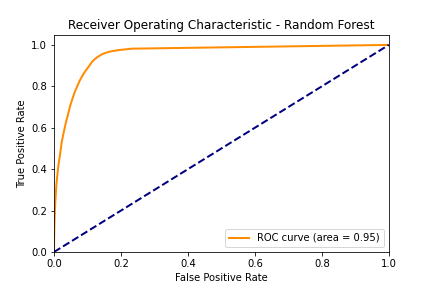 Receiver Operating Characteristic - Random Forest
1.0
0.8
0.6
0.4
0.2
0.0
True Positive Rate
ROC curve (area = 0.95)
0.0 0.2 0.4 0.6 0.8 1.0
False Positive Rate